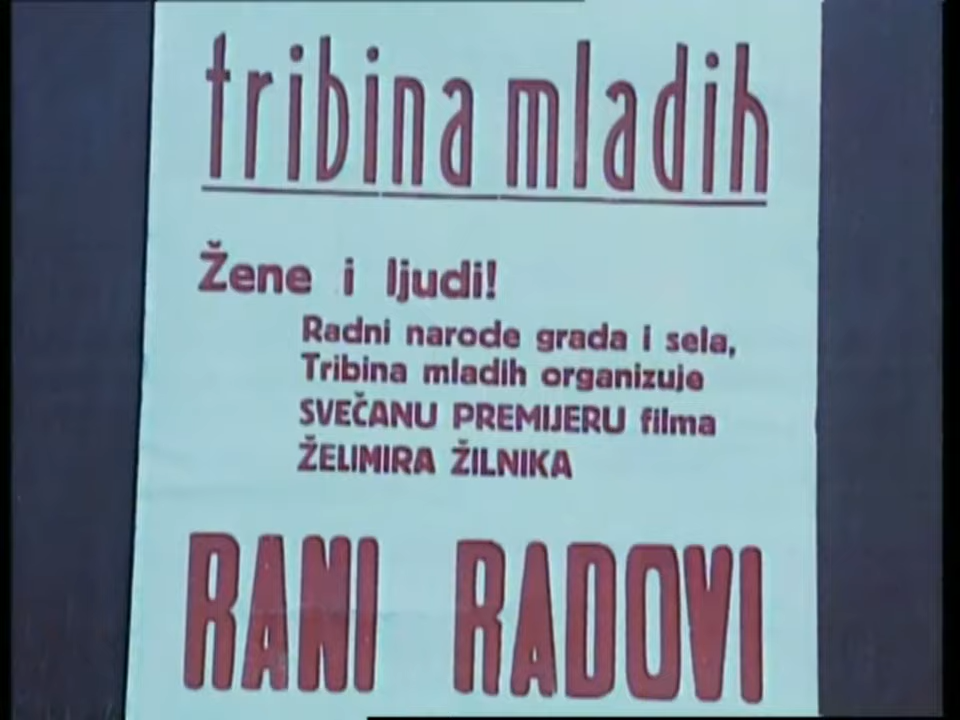 tribina mladih
Žene i ljudi!
Radni narode grada i sela,
Tribina mladih organizuje
SVEČANU PREMIJERU filma
ŽELIMIRA ŽILNIKA
RANI RADOVI